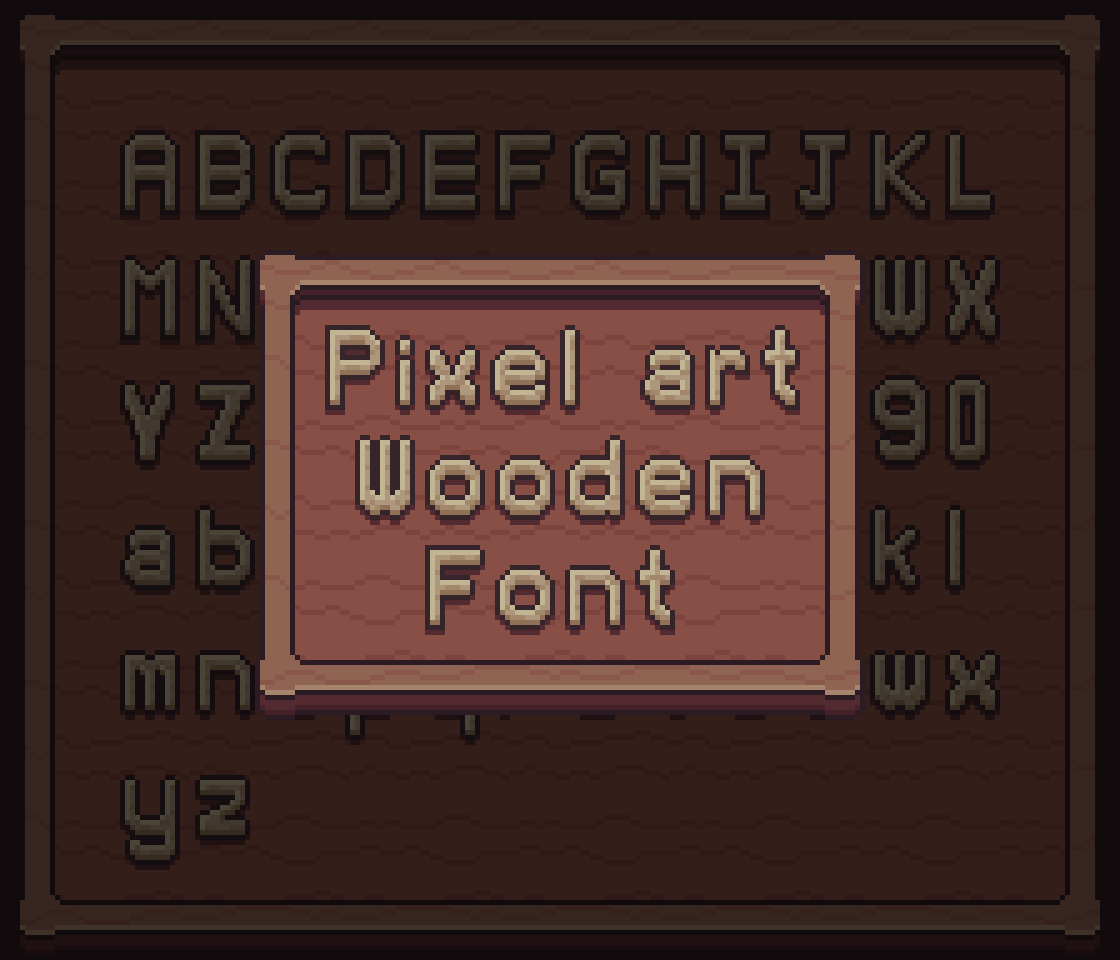 ABCDEFGHIJKL
MN WX
YZ 90
ab kl
mn wx
yz
Pixel art
Wooden
Font